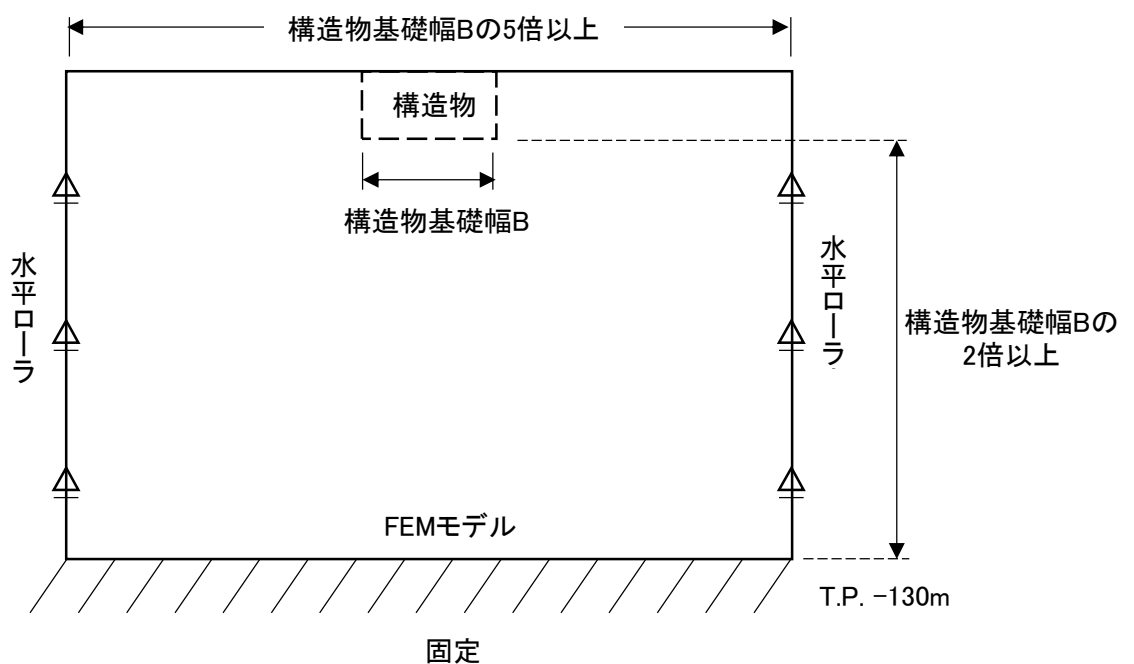 構造物基礎幅Bの5倍以上
構造物
構造物基礎幅B
水平ローラ
水平ローラ
構造物基礎幅Bの
2倍以上
FEMモデル
T.P. -130m
固定